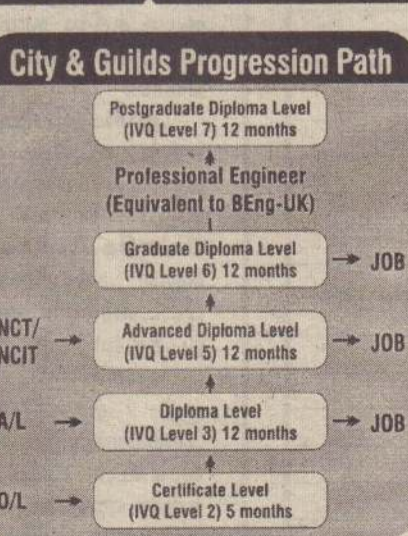 City & Guilds Progression Path
Postgraduate Diploma Level
(IVQ Level 7) 12 months
Professional Engineer
(Equivalent to BEng-UK)
Graduate Diploma Level
(IVQ Level 6) 12 months
JOB
NCT/
NCIT
Advanced Diploma Level
(IVQ Level 5) 12 months
JOB
A/L
Diploma Level
(IVQ Level 3) 12 months
JOB
O/L
Certificate Level
(IVQ Level 2) 5 months